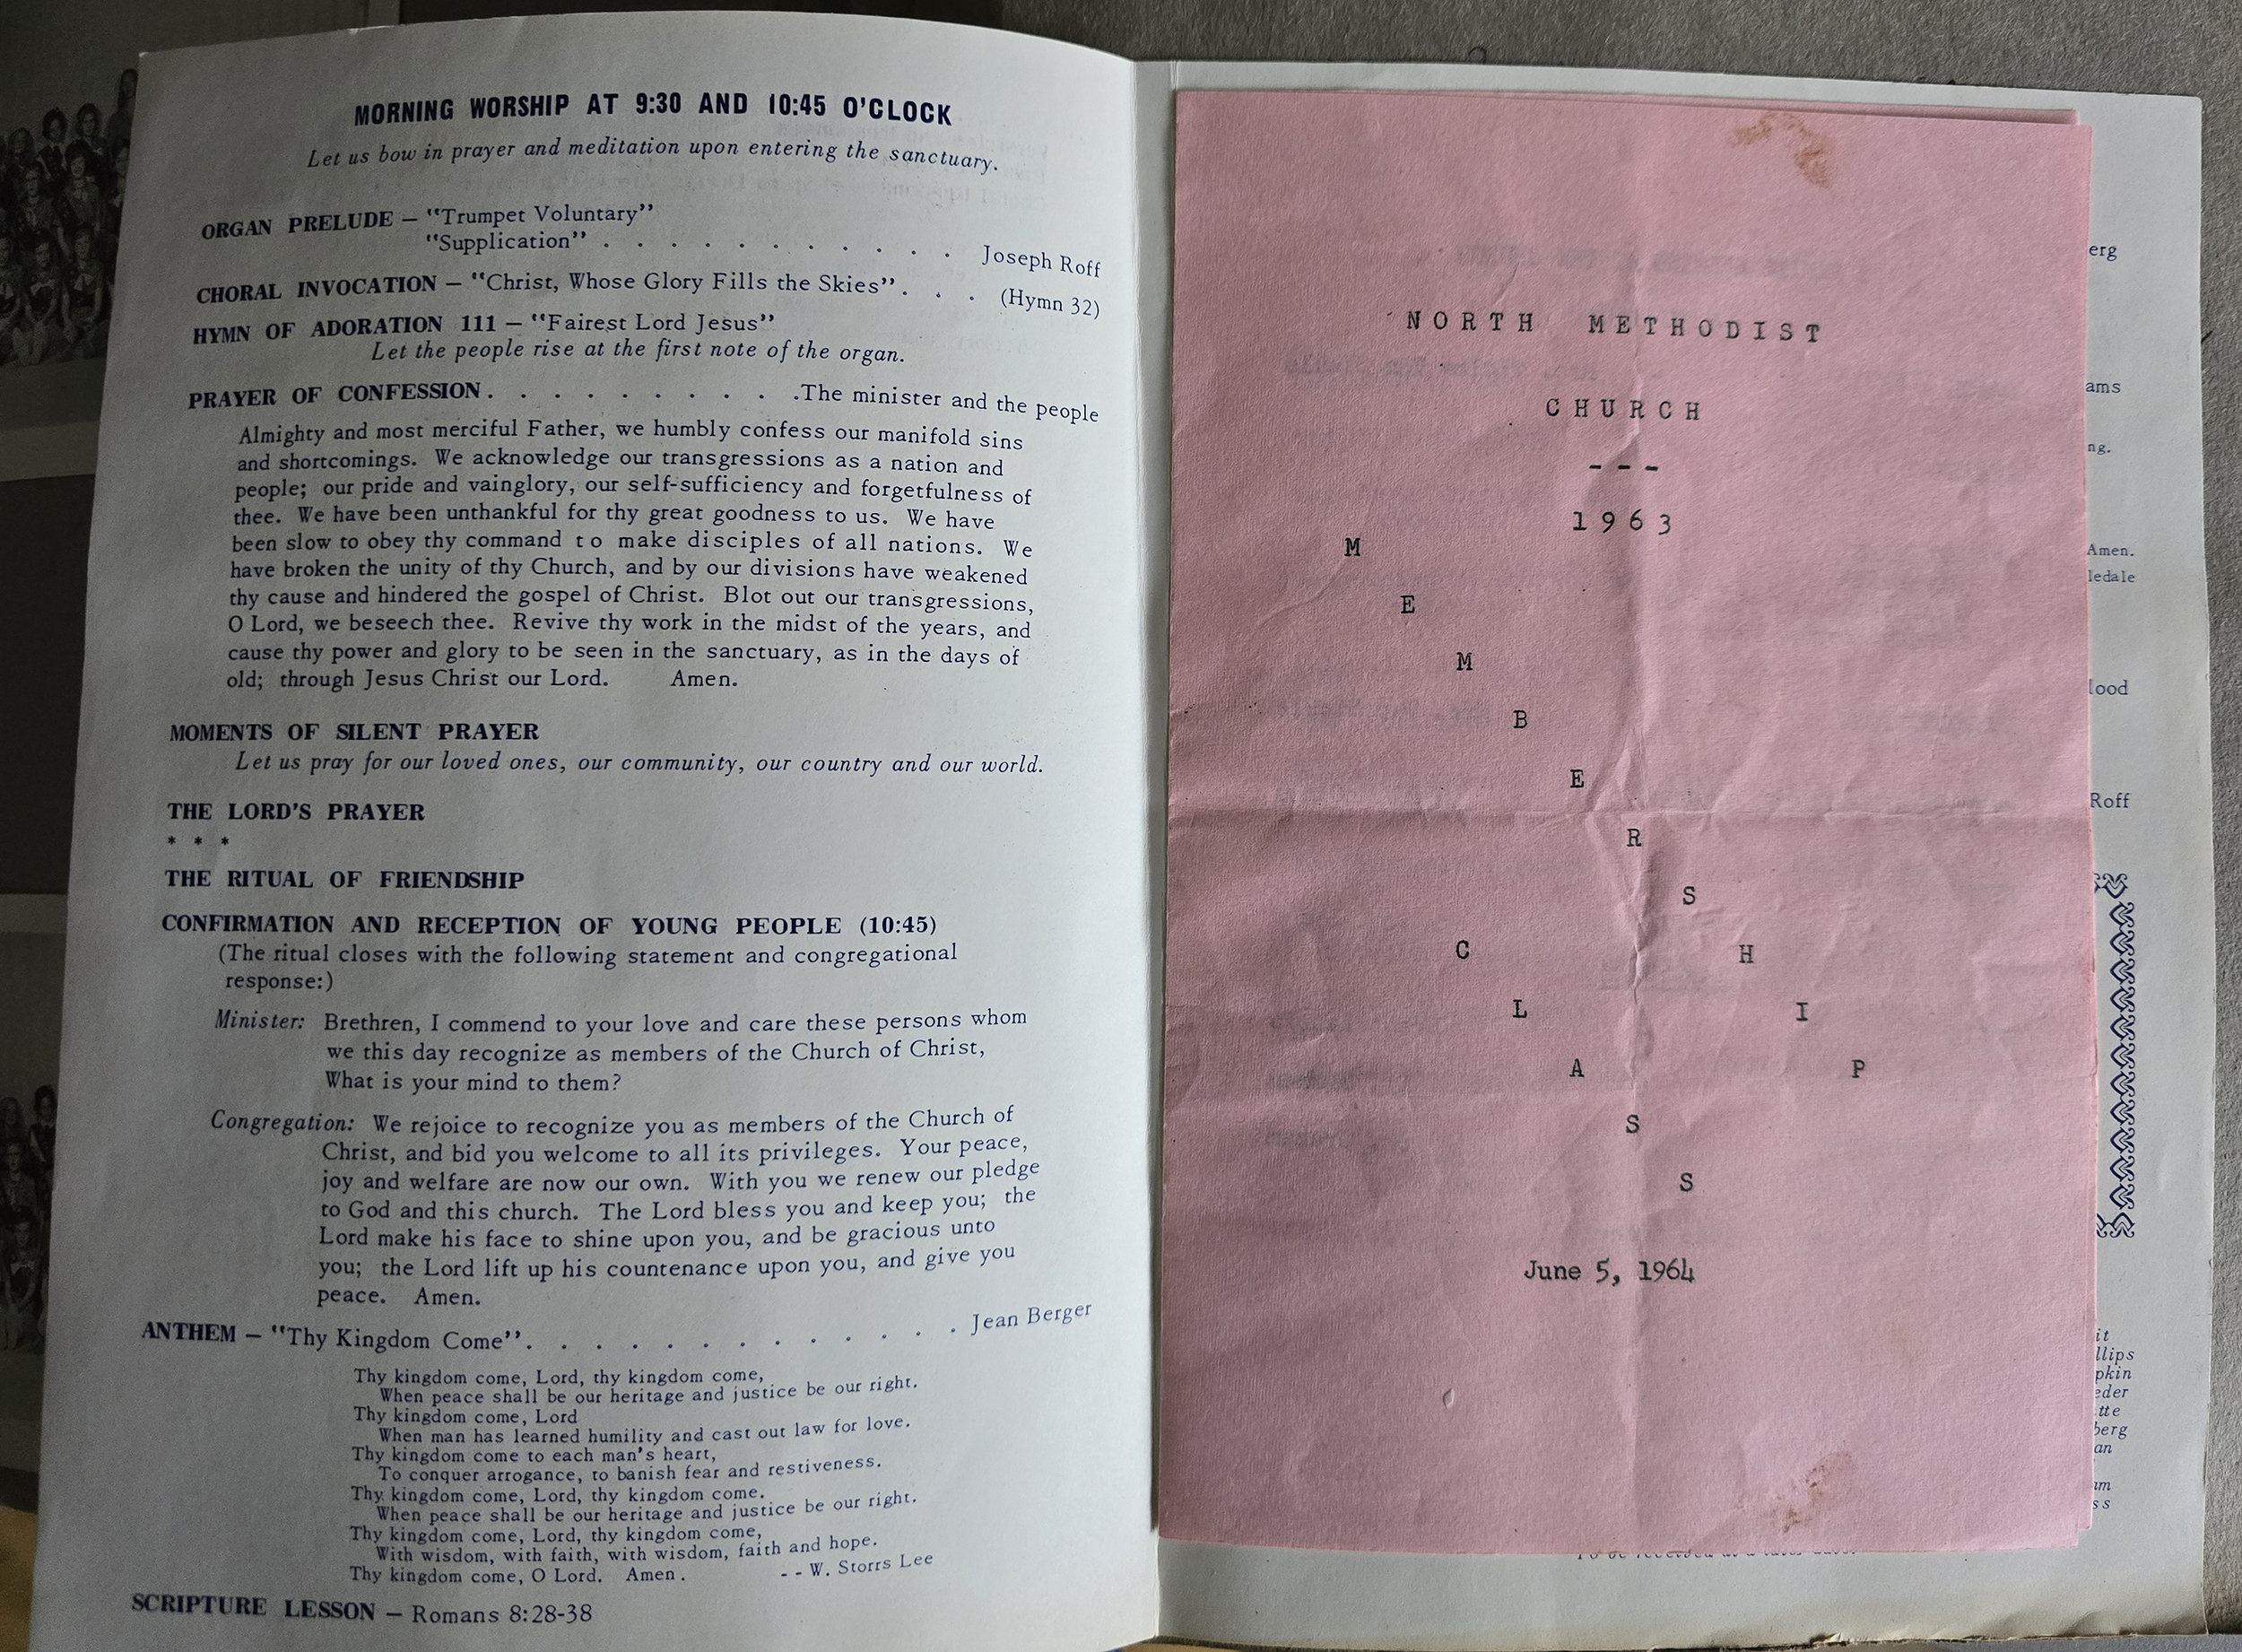 MORNING WORSHIP AT 9:30 AND 10:45 O'CLOCK
Let us bow in prayer and meditation upon entering the sanctuary.
ORGAN PRELUDE – "Trumpet Voluntary"
"Supplication" . . . . . . . . . . . Joseph Roff
CHORAL INVOCATION – "Christ, Whose Glory Fills the Skies" . . . (Hymn 32)
HYMN OF ADORATION 111 – "Fairest Lord Jesus"
Let the people rise at the first note of the organ.
PRAYER OF CONFESSION . . . . . . . . . . The minister and the people
Almighty and most merciful Father, we humbly confess our manifold sins
and shortcomings. We acknowledge our transgressions as a nation and
people; our pride and vainglory, our self-sufficiency and forgetfulness of
thee. We have been unthankful for thy great goodness to us. We have
been slow to obey thy command to make disciples of all nations. We
have broken the unity of thy Church, and by our divisions have weakened
thy cause and hindered the gospel of Christ. Blot out our transgressions,
O Lord, we beseech thee. Revive thy work in the midst of the years, and
cause thy power and glory to be seen in the sanctuary, as in the days of
old; through Jesus Christ our Lord. Amen.
MOMENTS OF SILENT PRAYER
Let us pray for our loved ones, our community, our country and our world.
THE LORD'S PRAYER
* * *
THE RITUAL OF FRIENDSHIP
CONFIRMATION AND RECEPTION OF YOUNG PEOPLE (10:45)
(The ritual closes with the following statement and congregational
response:)
Minister: Brethren, I commend to your love and care these persons whom
we this day recognize as members of the Church of Christ,
What is your mind to them?
Congregation: We rejoice to recognize you as members of the Church of
Christ, and bid you welcome to all its privileges. Your peace,
joy and welfare are now our own. With you we renew our pledge
to God and this church. The Lord bless you and keep you; the
Lord make his face to shine upon you, and be gracious unto
you; the Lord lift up his countenance upon you, and give you
peace. Amen.
ANTHEM – "Thy Kingdom Come" . . . . . . . . . . . . Jean Berger
Thy kingdom come, Lord, thy kingdom come,
When peace shall be our heritage and justice be our right.
Thy kingdom come, Lord
When man has learned humility and cast out law for love.
Thy kingdom come to each man's heart,
To conquer arrogance, to banish fear and restiveness.
Thy kingdom come, Lord, thy kingdom come.
When peace shall be our heritage and justice be our right.
Thy kingdom come, Lord, thy kingdom come,
With wisdom, with faith, with wisdom, faith and hope.
Thy kingdom come, O Lord. Amen. -- W. Storrs Lee
SCRIPTURE LESSON – Romans 8:28-38
NORTH METHODIST
CHURCH
---
1963
MEMBERSHIP
CLASS
June 5, 1964
erg
ams
ng.
Amen.
ledale
lood
Roff
it
llips
pkin
eder
tte
berg
an
am
ss